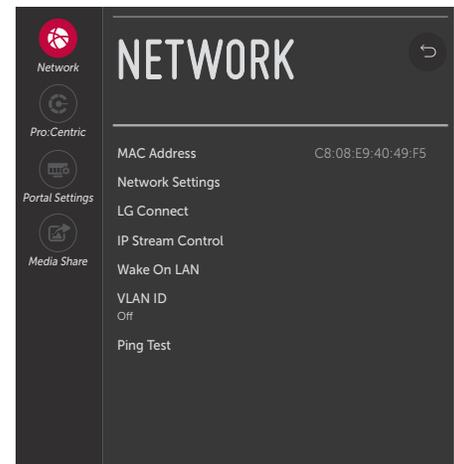 Network
Pro:Centric
Portal Settings
Media Share
NETWORK
MAC Address C8:08:E9:40:49:F5
Network Settings
LG Connect
IP Stream Control
Wake On LAN
VLAN ID
Off
Ping Test